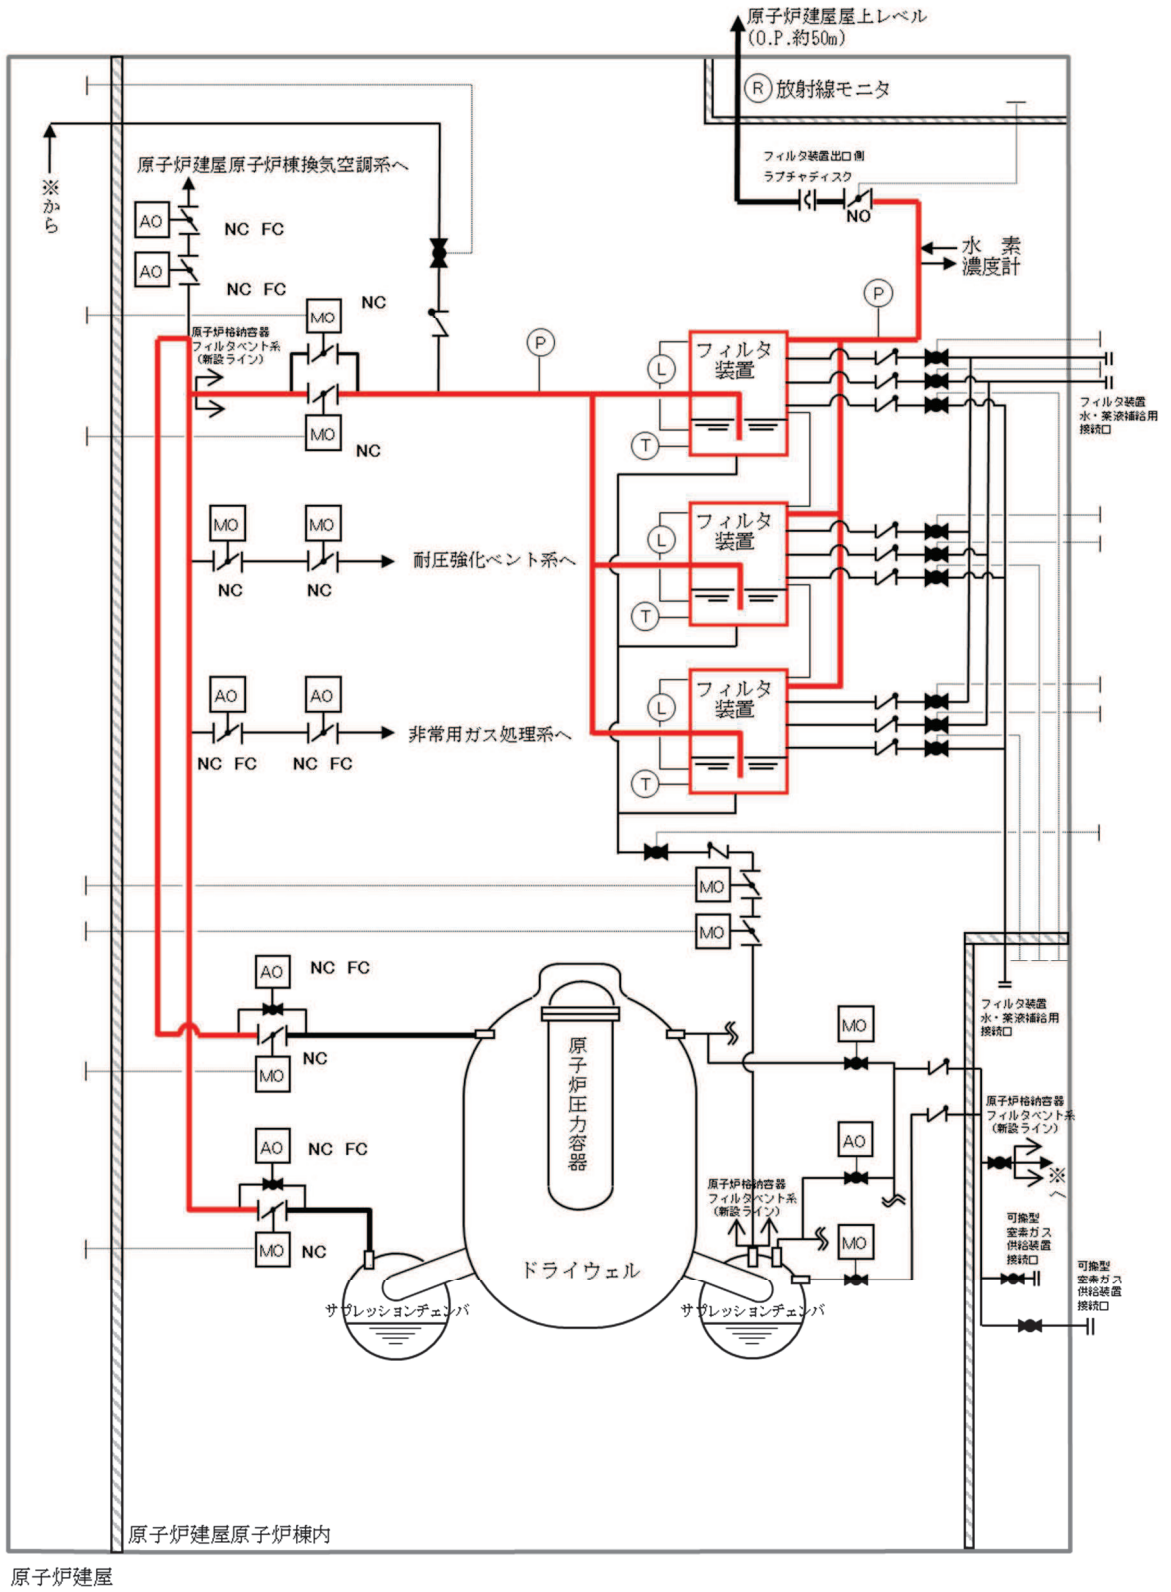 原子炉建屋屋上レベル
(O.P.約50m)
R 放射線モニタ
フィルタ装置出口側
ラプチャディスク
NO
原子炉建屋原子炉棟換気空調系へ
※から
AO
NC FC
AO
NC FC
水 素
濃度計
P
P
原子炉格納容器
フィルタベント系
(新設ライン)
MO
NC
MO
NC
フィルタ
装置
L
T
フィルタ装置
水・薬液補給用
接続口
MO
MO
NC
NC
耐圧強化ベント系へ
フィルタ
装置
L
T
AO
AO
NC FC
NC FC
非常用ガス処理系へ
フィルタ
装置
L
T
MO
MO
AO
NC FC
NC
MO
原子炉圧力容器
MO
フィルタ装置
水・薬液補給用
接続口
AO
NC FC
NC
MO
AO
原子炉格納容器
フィルタベント系
(新設ライン)
※へ
原子炉格納容器
フィルタベント系
(新設ライン)
MO
可搬型
窒素ガス
供給装置
接続口
可搬型
窒素ガス
供給装置
接続口
ドライウェル
サプレッションチェンバ
サプレッションチェンバ
原子炉建屋原子炉棟内
原子炉建屋